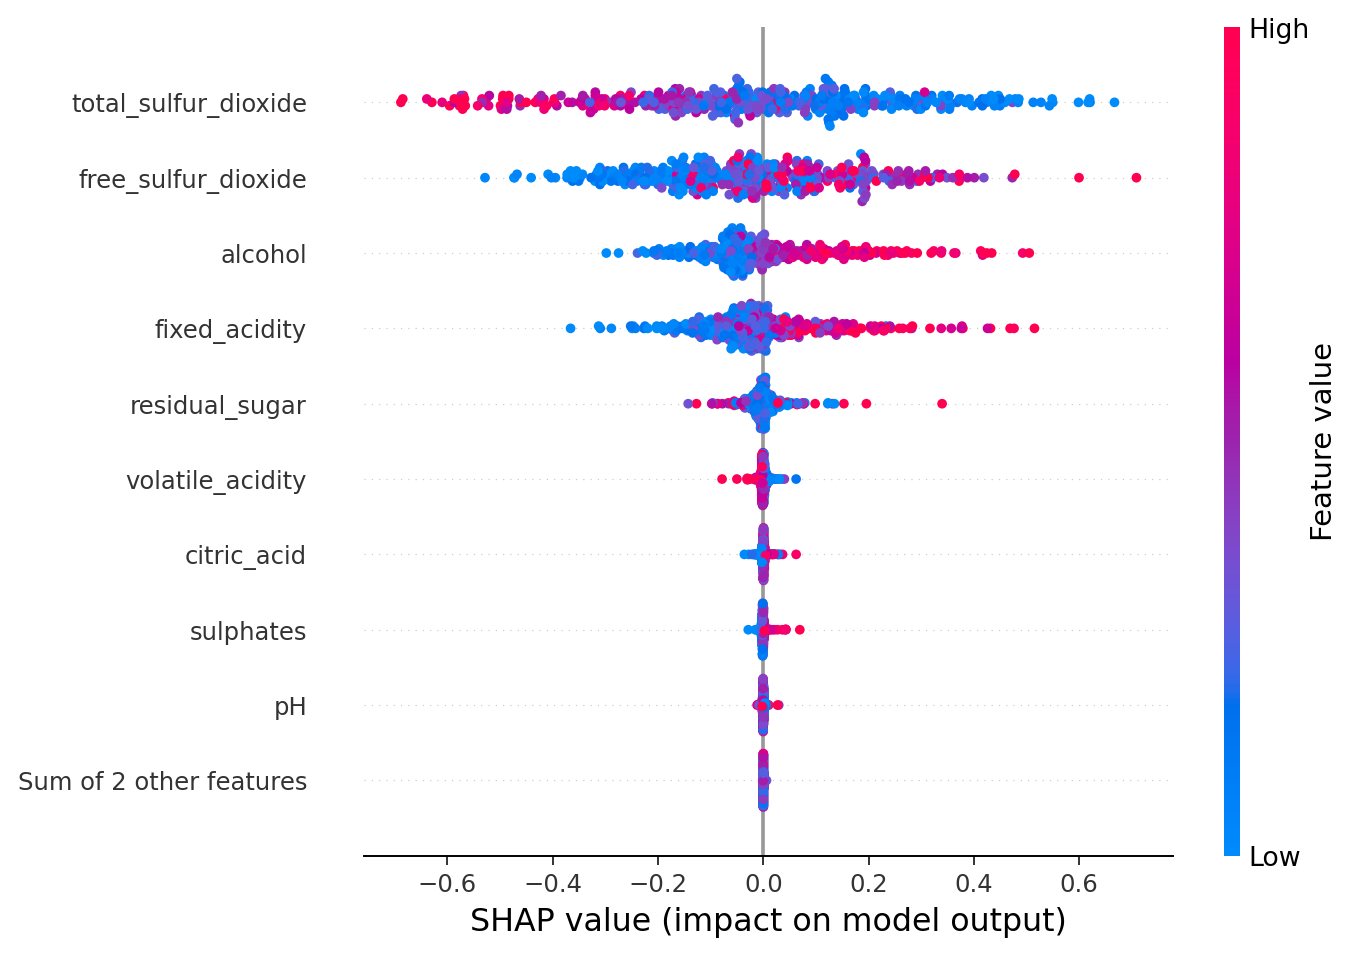 High
total_sulfur_dioxide
free_sulfur_dioxide
alcohol
fixed_acidity
residual_sugar
volatile_acidity
citric_acid
sulphates
pH
Sum of 2 other features
Feature value
Low
−0.6 −0.4 −0.2 0.0 0.2 0.4 0.6
SHAP value (impact on model output)